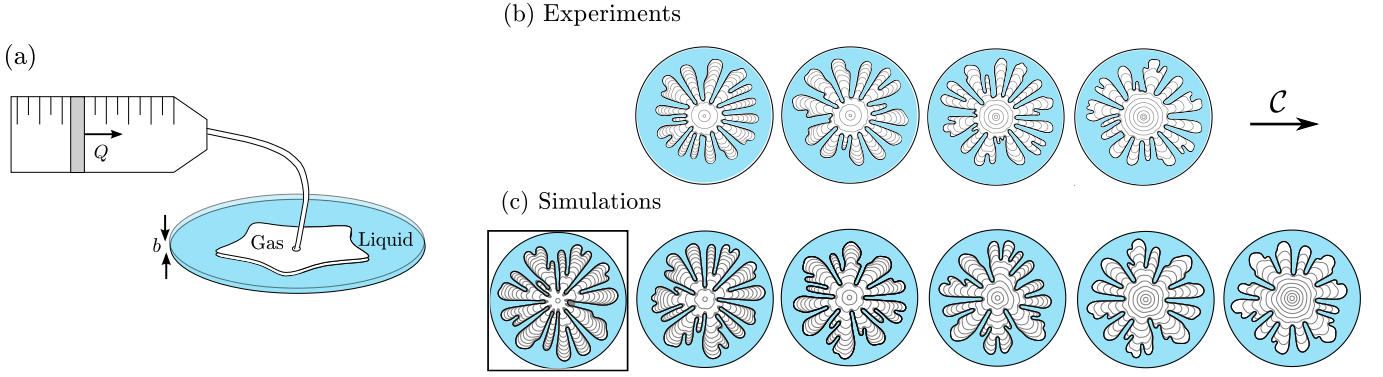 (b) Experiments
(a)
𝒞
Q
(c) Simulations
b
Gas
Liquid